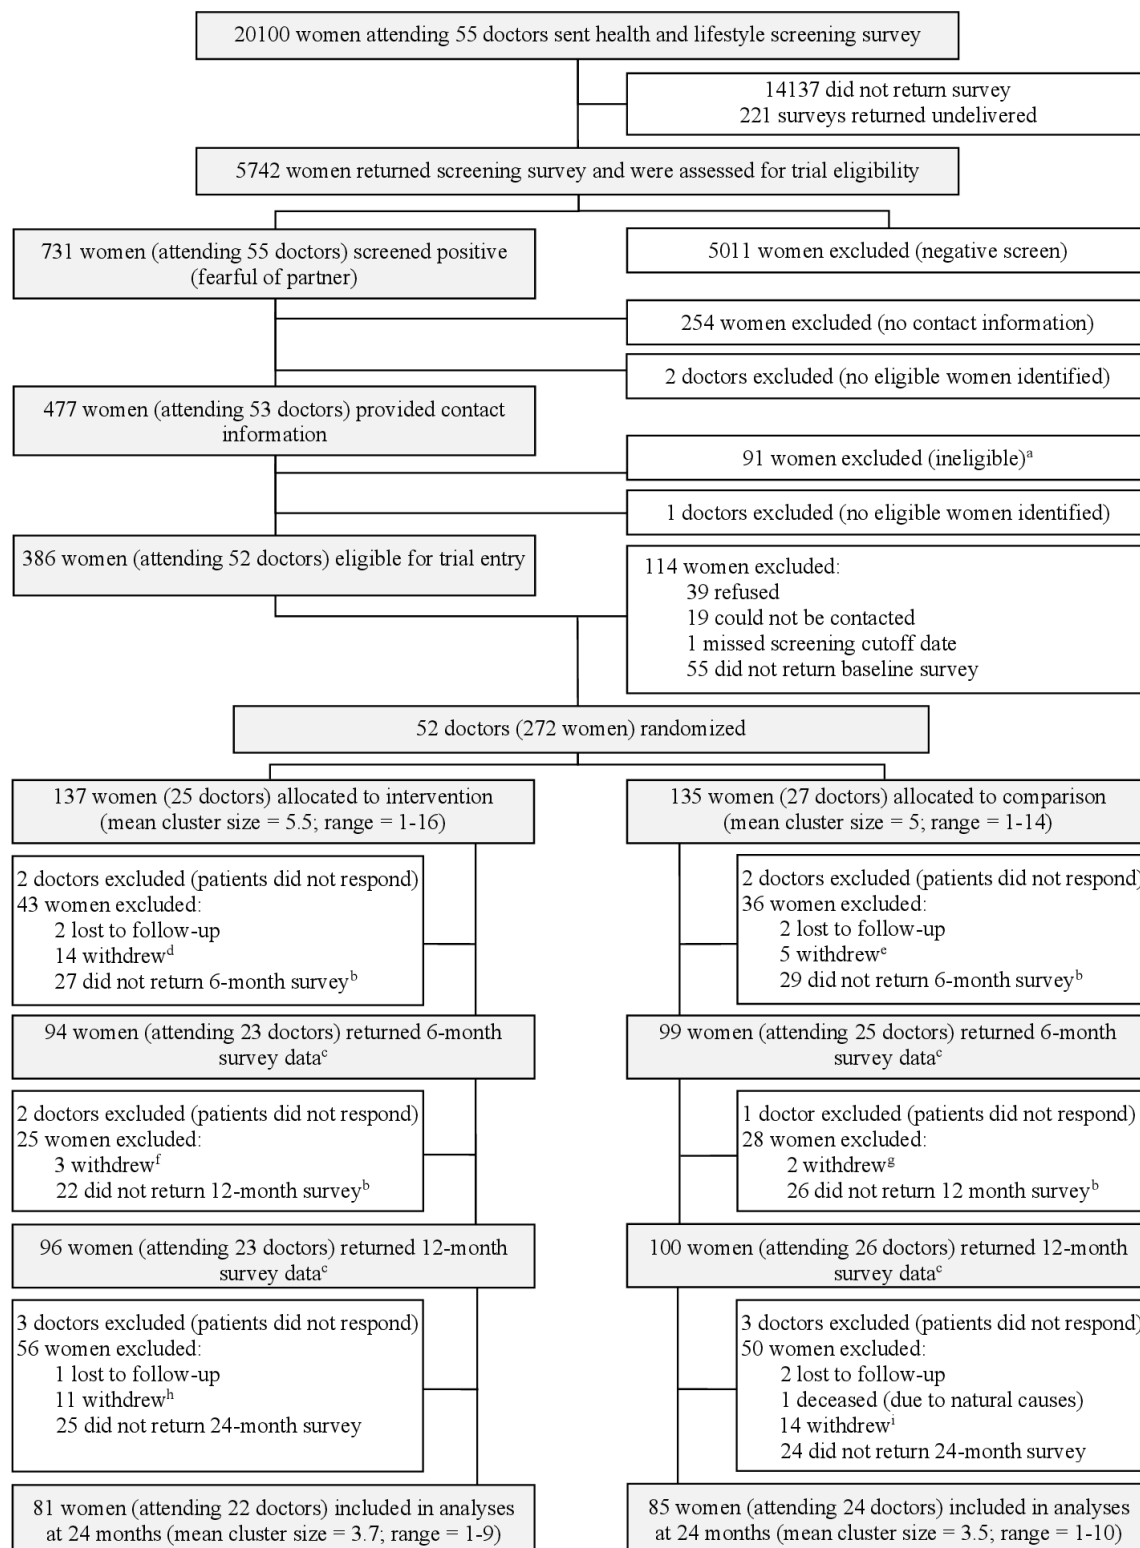 20100 women attending 55 doctors sent health and lifestyle screening survey
14137 did not return survey
221 surveys returned undelivered
5742 women returned screening survey and were assessed for trial eligibility
731 women (attending 55 doctors) screened positive
(fearful of partner)
5011 women excluded (negative screen)
254 women excluded (no contact information)
2 doctors excluded (no eligible women identified)
477 women (attending 53 doctors) provided contact
information
91 women excluded (ineligible)a
1 doctors excluded (no eligible women identified)
386 women (attending 52 doctors) eligible for trial entry
114 women excluded:
39 refused
19 could not be contacted
1 missed screening cutoff date
55 did not return baseline survey
52 doctors (272 women) randomized
137 women (25 doctors) allocated to intervention
(mean cluster size = 5.5; range = 1-16)
135 women (27 doctors) allocated to comparison
(mean cluster size = 5; range = 1-14)
2 doctors excluded (patients did not respond)
43 women excluded:
2 lost to follow-up
14 withdrewd
27 did not return 6-month surveyb
2 doctors excluded (patients did not respond)
36 women excluded:
2 lost to follow-up
5 withdrewe
29 did not return 6-month surveyb
94 women (attending 23 doctors) returned 6-month
survey datac
99 women (attending 25 doctors) returned 6-month
survey datac
2 doctors excluded (patients did not respond)
25 women excluded:
3 withdrewf
22 did not return 12-month surveyb
1 doctor excluded (patients did not respond)
28 women excluded:
2 withdrewg
26 did not return 12 month surveyb
96 women (attending 23 doctors) returned 12-month
survey datac
100 women (attending 26 doctors) returned 12-month
survey datac
3 doctors excluded (patients did not respond)
56 women excluded:
1 lost to follow-up
11 withdrewh
25 did not return 24-month survey
3 doctors excluded (patients did not respond)
50 women excluded:
2 lost to follow-up
1 deceased (due to natural causes)
14 withdrewi
24 did not return 24-month survey
81 women (attending 22 doctors) included in analyses
at 24 months (mean cluster size = 3.7; range = 1-9)
85 women (attending 24 doctors) included in analyses
at 24 months (mean cluster size = 3.5; range = 1-10)